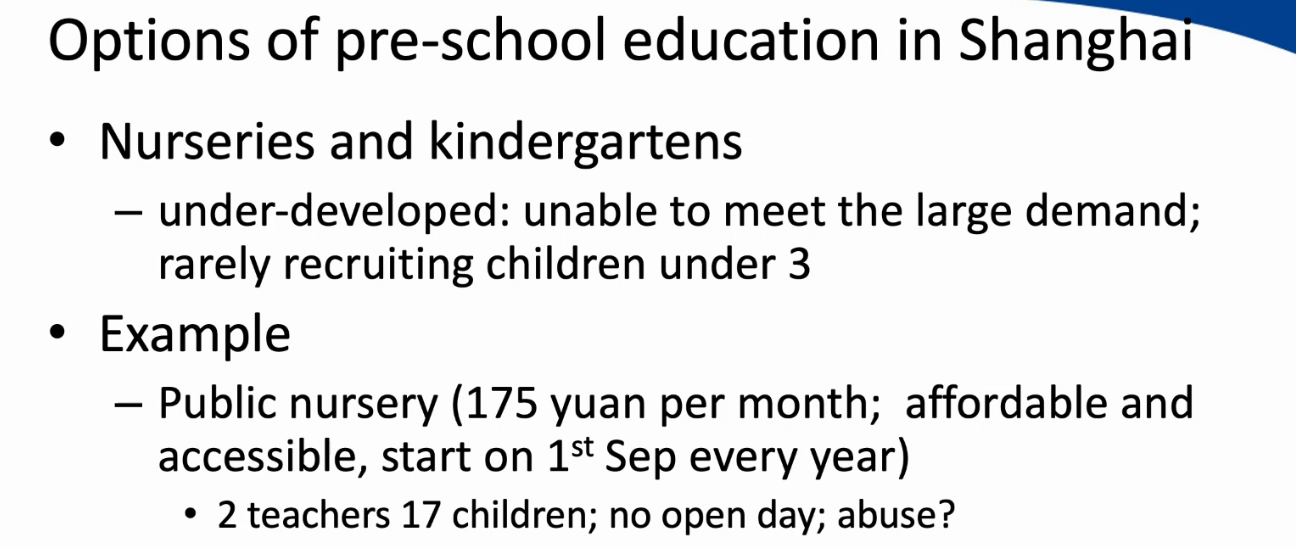 Options of pre-school education in Shanghai
• Nurseries and kindergartens
– under-developed: unable to meet the large demand;
rarely recruiting children under 3
• Example
– Public nursery (175 yuan per month;  affordable and
accessible, start on 1st Sep every year)
• 2 teachers 17 children; no open day; abuse?